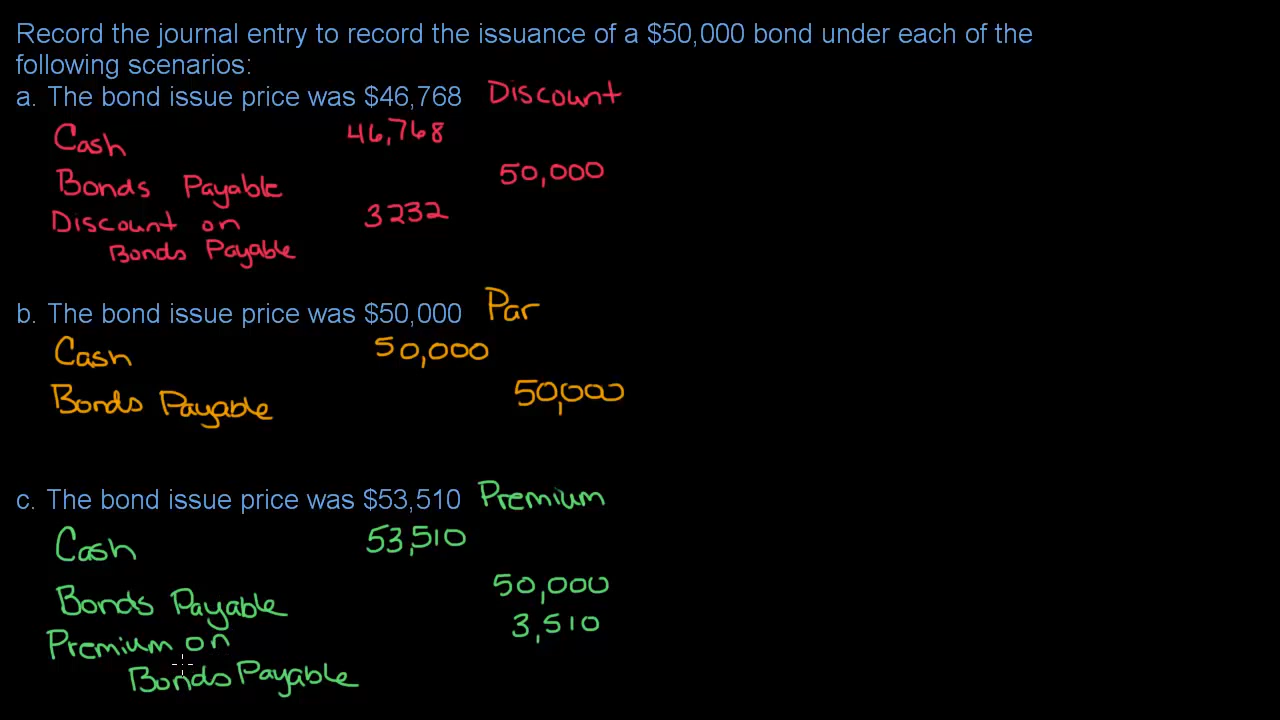 Record the journal entry to record the issuance of a $50,000 bond under each of the
following scenarios:
a. The bond issue price was $46,768 Discount
Cash 46,768
Bonds Payable 50,000
Discount on 3232
Bonds Payable
b. The bond issue price was $50,000 Par
Cash 50,000
Bonds Payable 50,000
c. The bond issue price was $53,510 Premium
Cash 53,510
Bonds Payable 50,000
Premium on 3,510
Bonds Payable